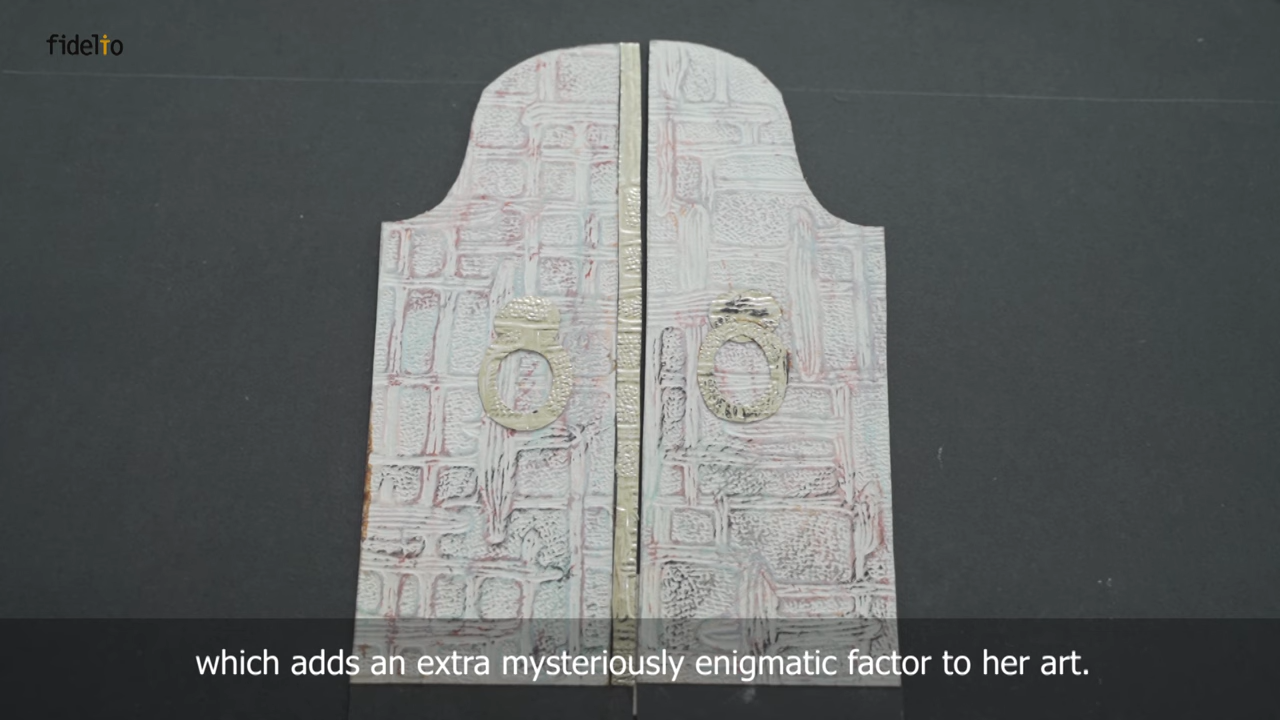 fidelio
which adds an extra mysteriously enigmatic factor to her art.